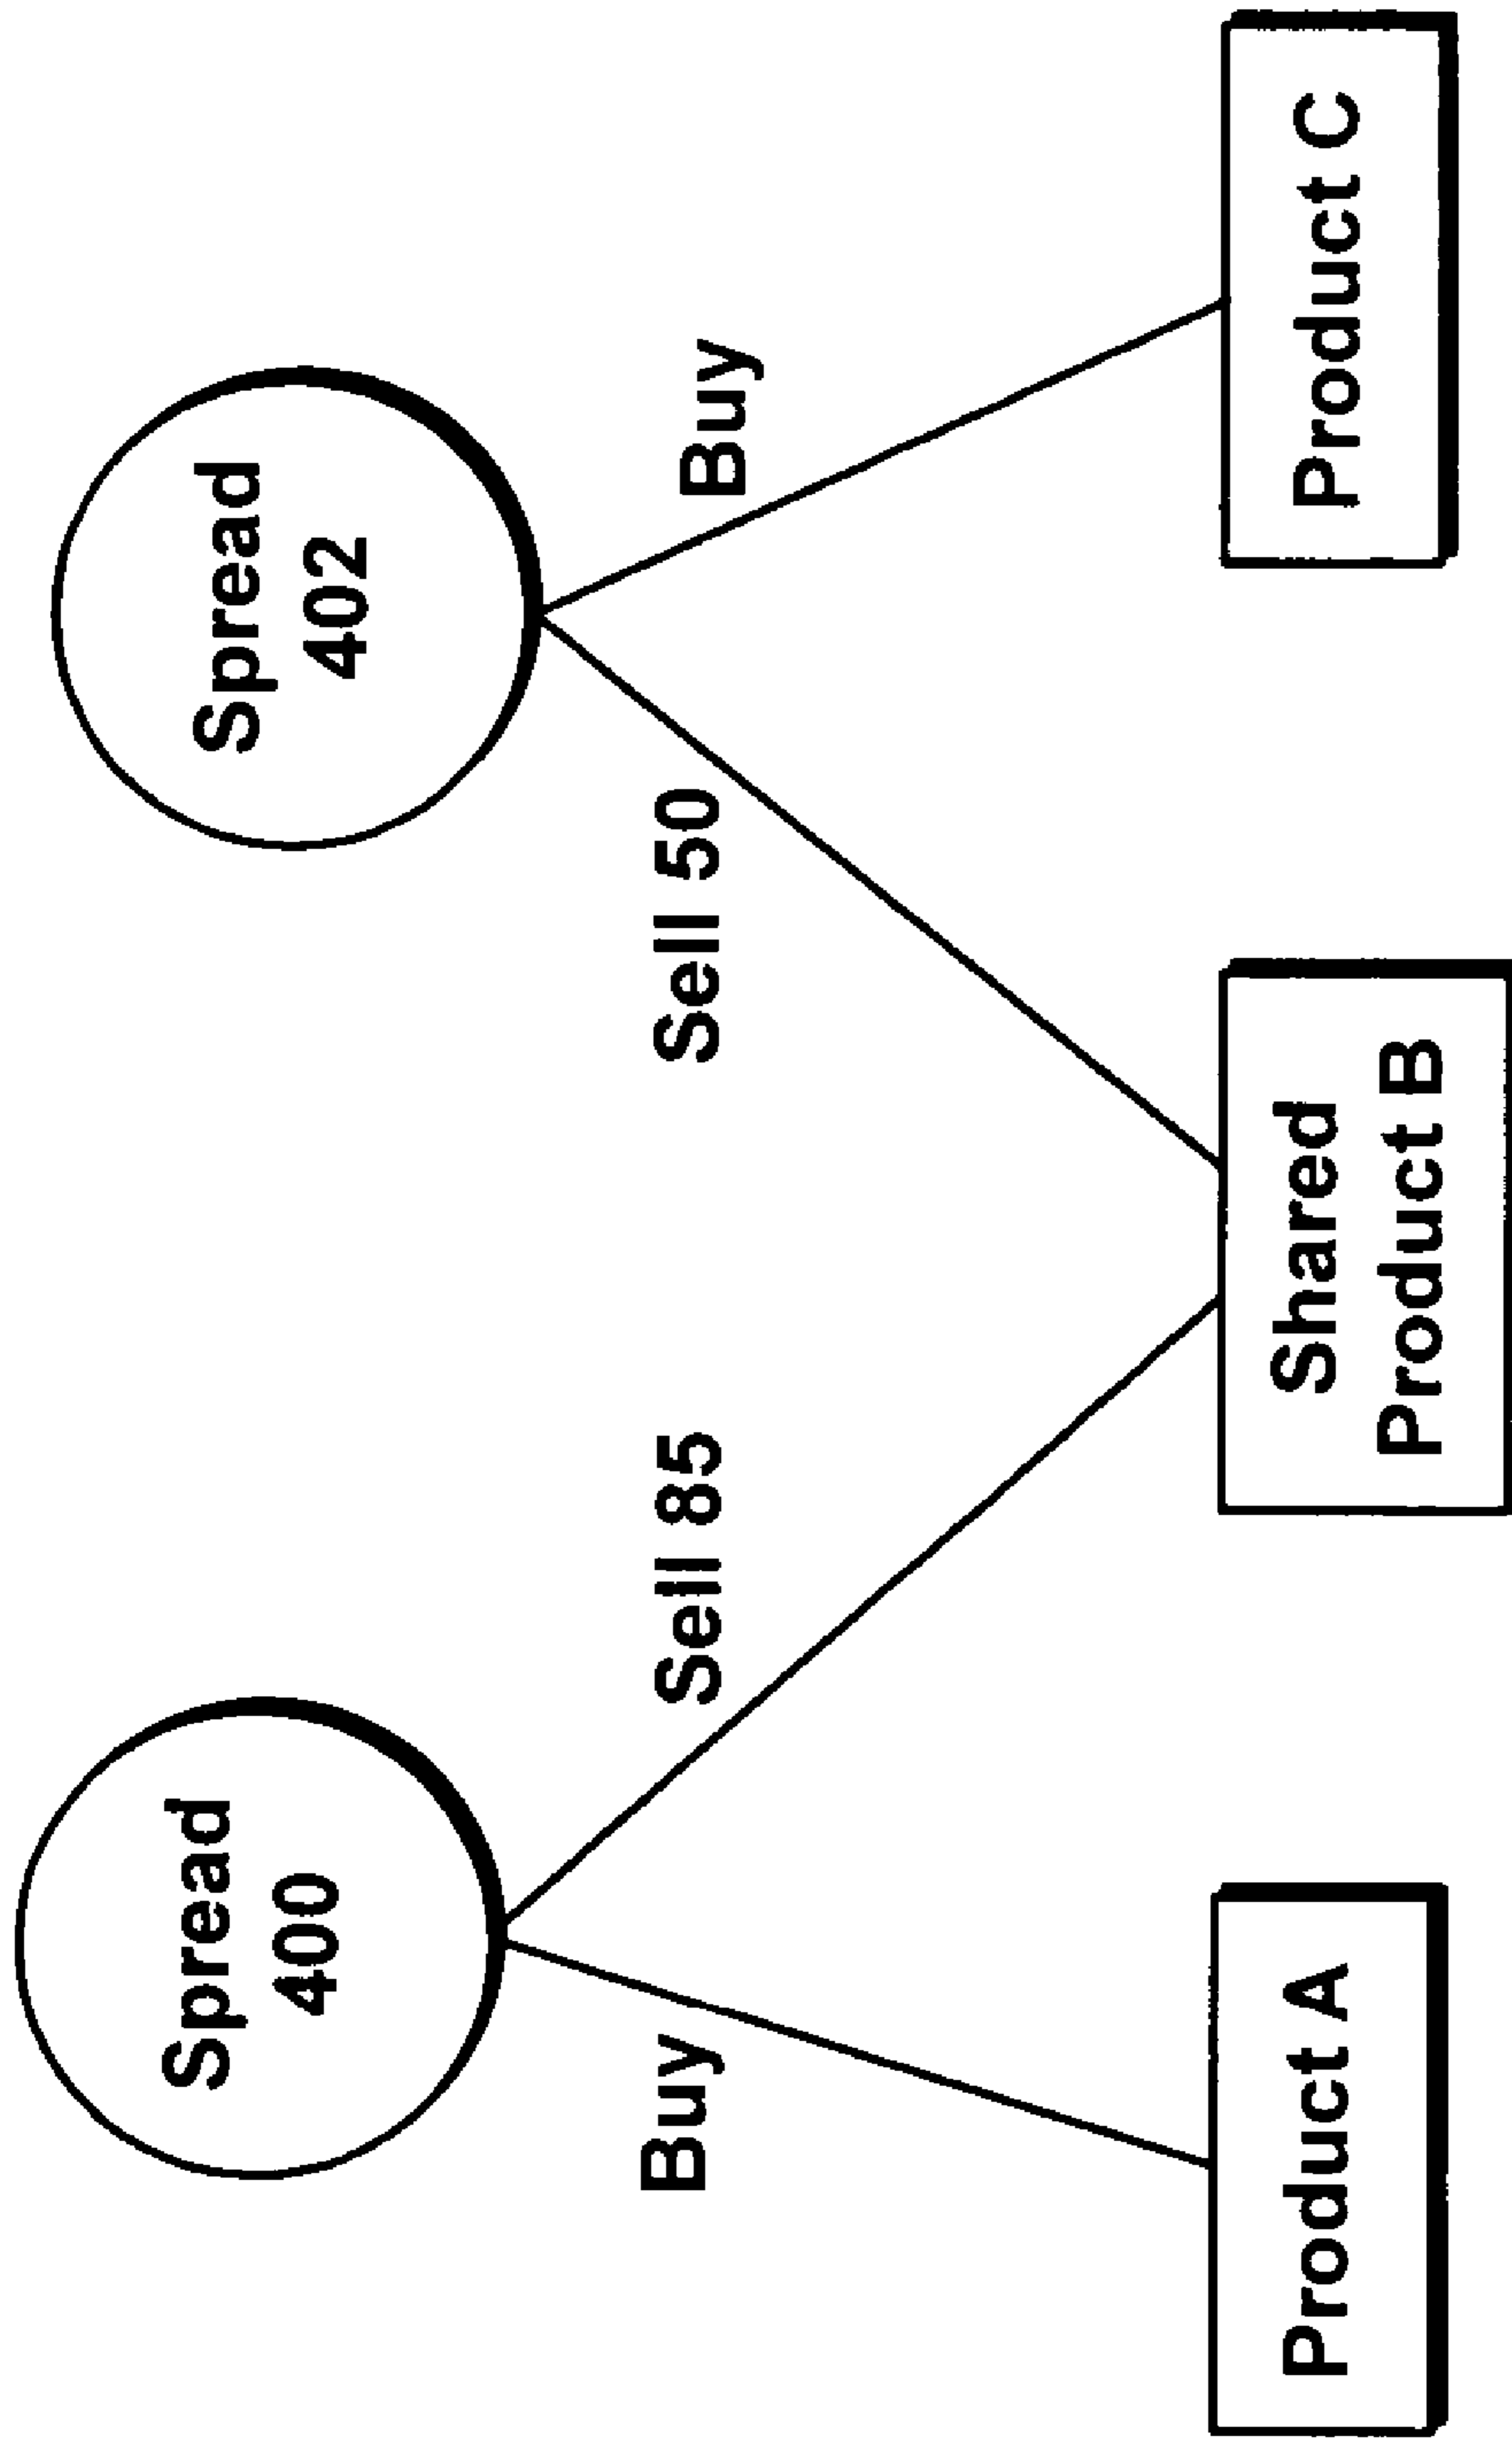 Spread
400
Spread
402
Buy
Sell 85
Sell 50
Buy
Product A
Shared
Product B
Product C